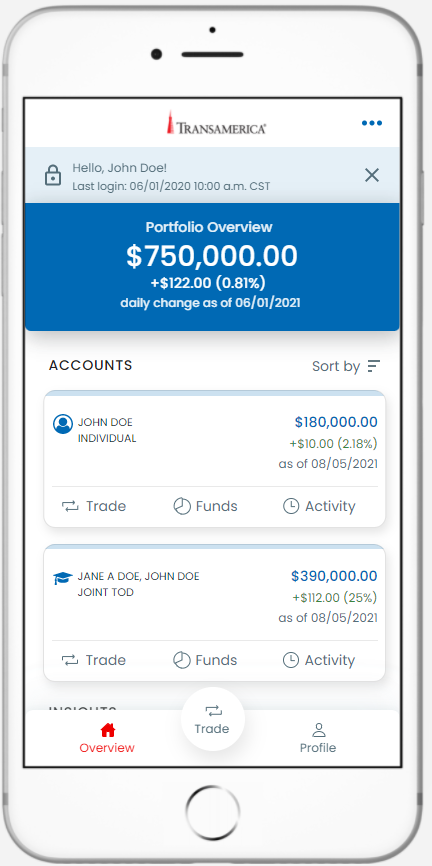 TRANSAMERICA®
Hello, John Doe!
Last login: 06/01/2020 10:00 a.m. CST
Portfolio Overview
$750,000.00
+$122.00 (0.81%)
daily change as of 06/01/2021
ACCOUNTS
Sort by
JOHN DOE
INDIVIDUAL
$180,000.00
+$10.00 (2.18%)
as of 08/05/2021
Trade Funds Activity
JANE A DOE, JOHN DOE
JOINT TOD
$390,000.00
+$112.00 (25%)
as of 08/05/2021
Trade Funds Activity
INSIGHTS
Trade
Overview
Profile